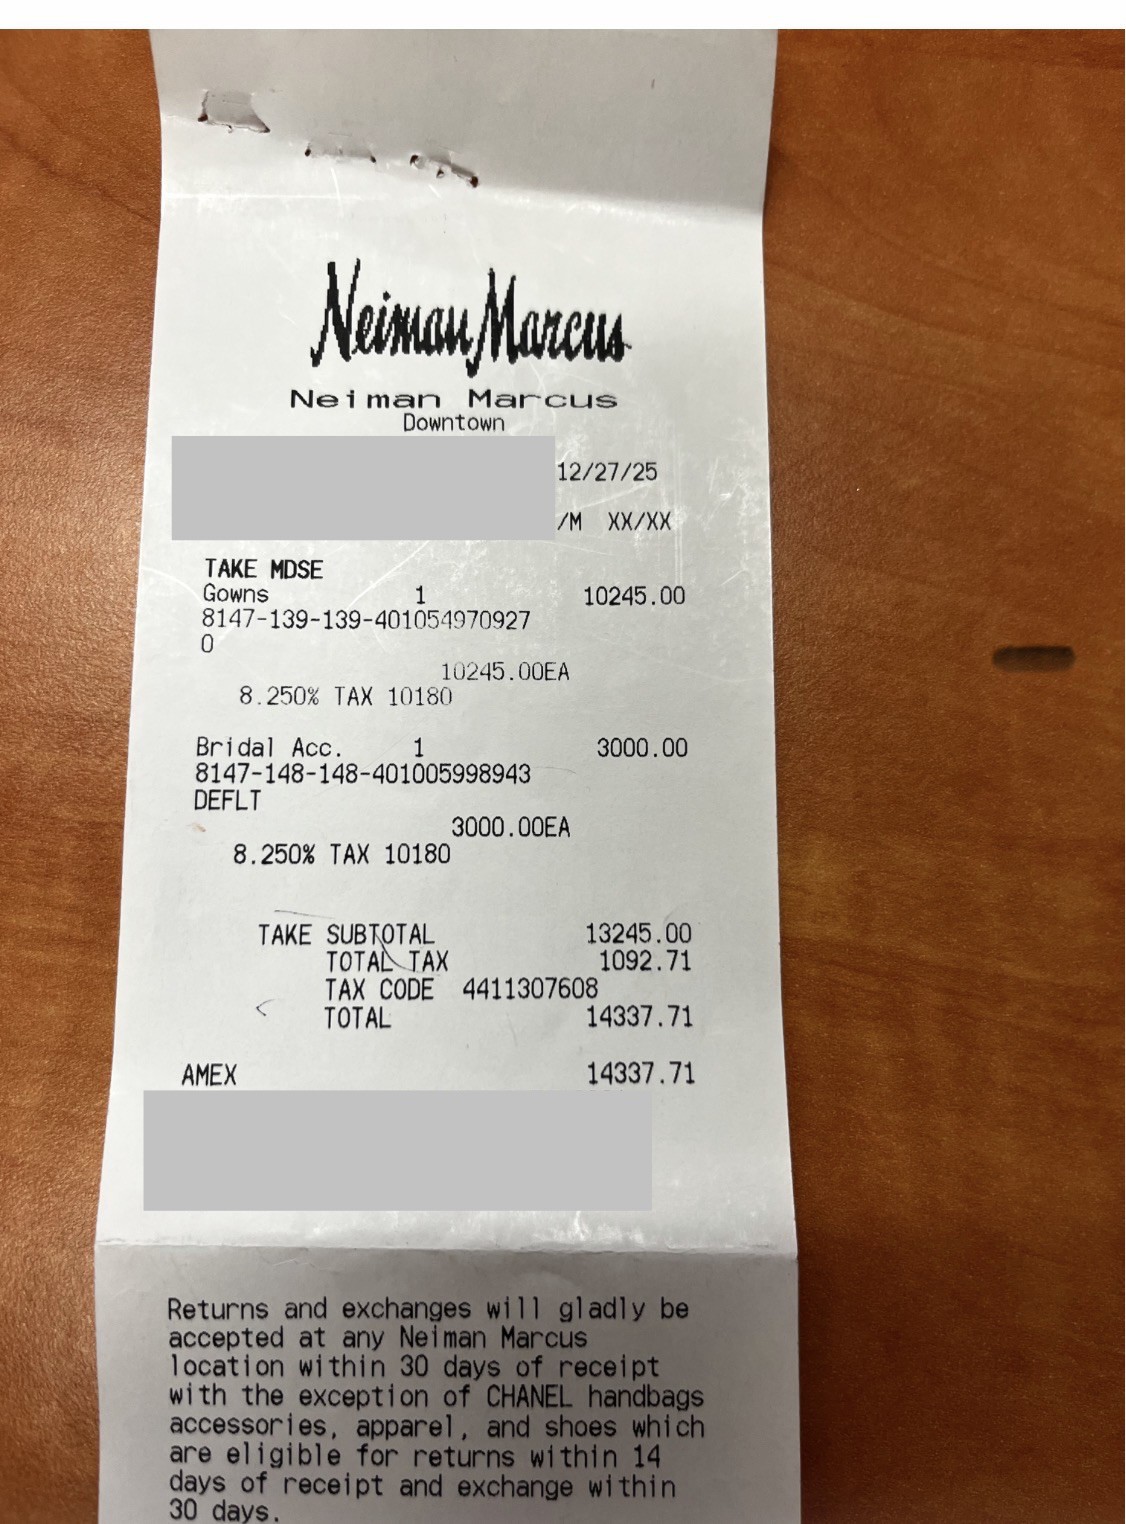 Neiman Marcus
Neiman Marcus
Downtown
12/27/25
/M XX/XX
TAKE MDSE
Gowns 1 10245.00
8147-139-139-401054970927
0
10245.00EA
8.250% TAX 10180
Bridal Acc. 1 3000.00
8147-148-148-401005998943
DEFLT
3000.00EA
8.250% TAX 10180
TAKE SUBTOTAL 13245.00
TOTAL TAX 1092.71
TAX CODE 4411307608
TOTAL 14337.71
AMEX 14337.71
Returns and exchanges will gladly be
accepted at any Neiman Marcus
location within 30 days of receipt
with the exception of CHANEL handbags
accessories, apparel, and shoes which
are eligible for returns within 14
days of receipt and exchange within
30 days.